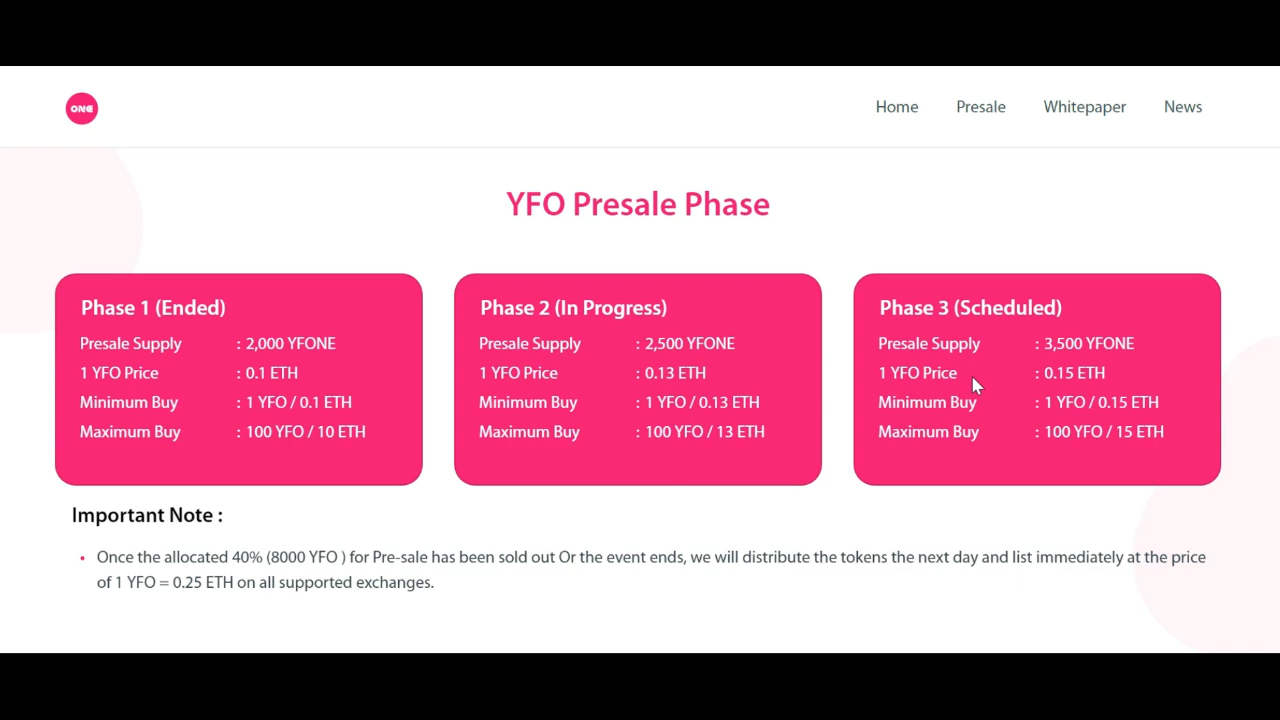 ONE
Home Presale Whitepaper News
YFO Presale Phase
Phase 1 (Ended)
Presale Supply : 2,000 YFONE
1 YFO Price : 0.1 ETH
Minimum Buy : 1 YFO / 0.1 ETH
Maximum Buy : 100 YFO / 10 ETH
Phase 2 (In Progress)
Presale Supply : 2,500 YFONE
1 YFO Price : 0.13 ETH
Minimum Buy : 1 YFO / 0.13 ETH
Maximum Buy : 100 YFO / 13 ETH
Phase 3 (Scheduled)
Presale Supply : 3,500 YFONE
1 YFO Price : 0.15 ETH
Minimum Buy : 1 YFO / 0.15 ETH
Maximum Buy : 100 YFO / 15 ETH
Important Note :
• Once the allocated 40% (8000 YFO ) for Pre-sale has been sold out Or the event ends, we will distribute the tokens the next day and list immediately at the price
of 1 YFO = 0.25 ETH on all supported exchanges.